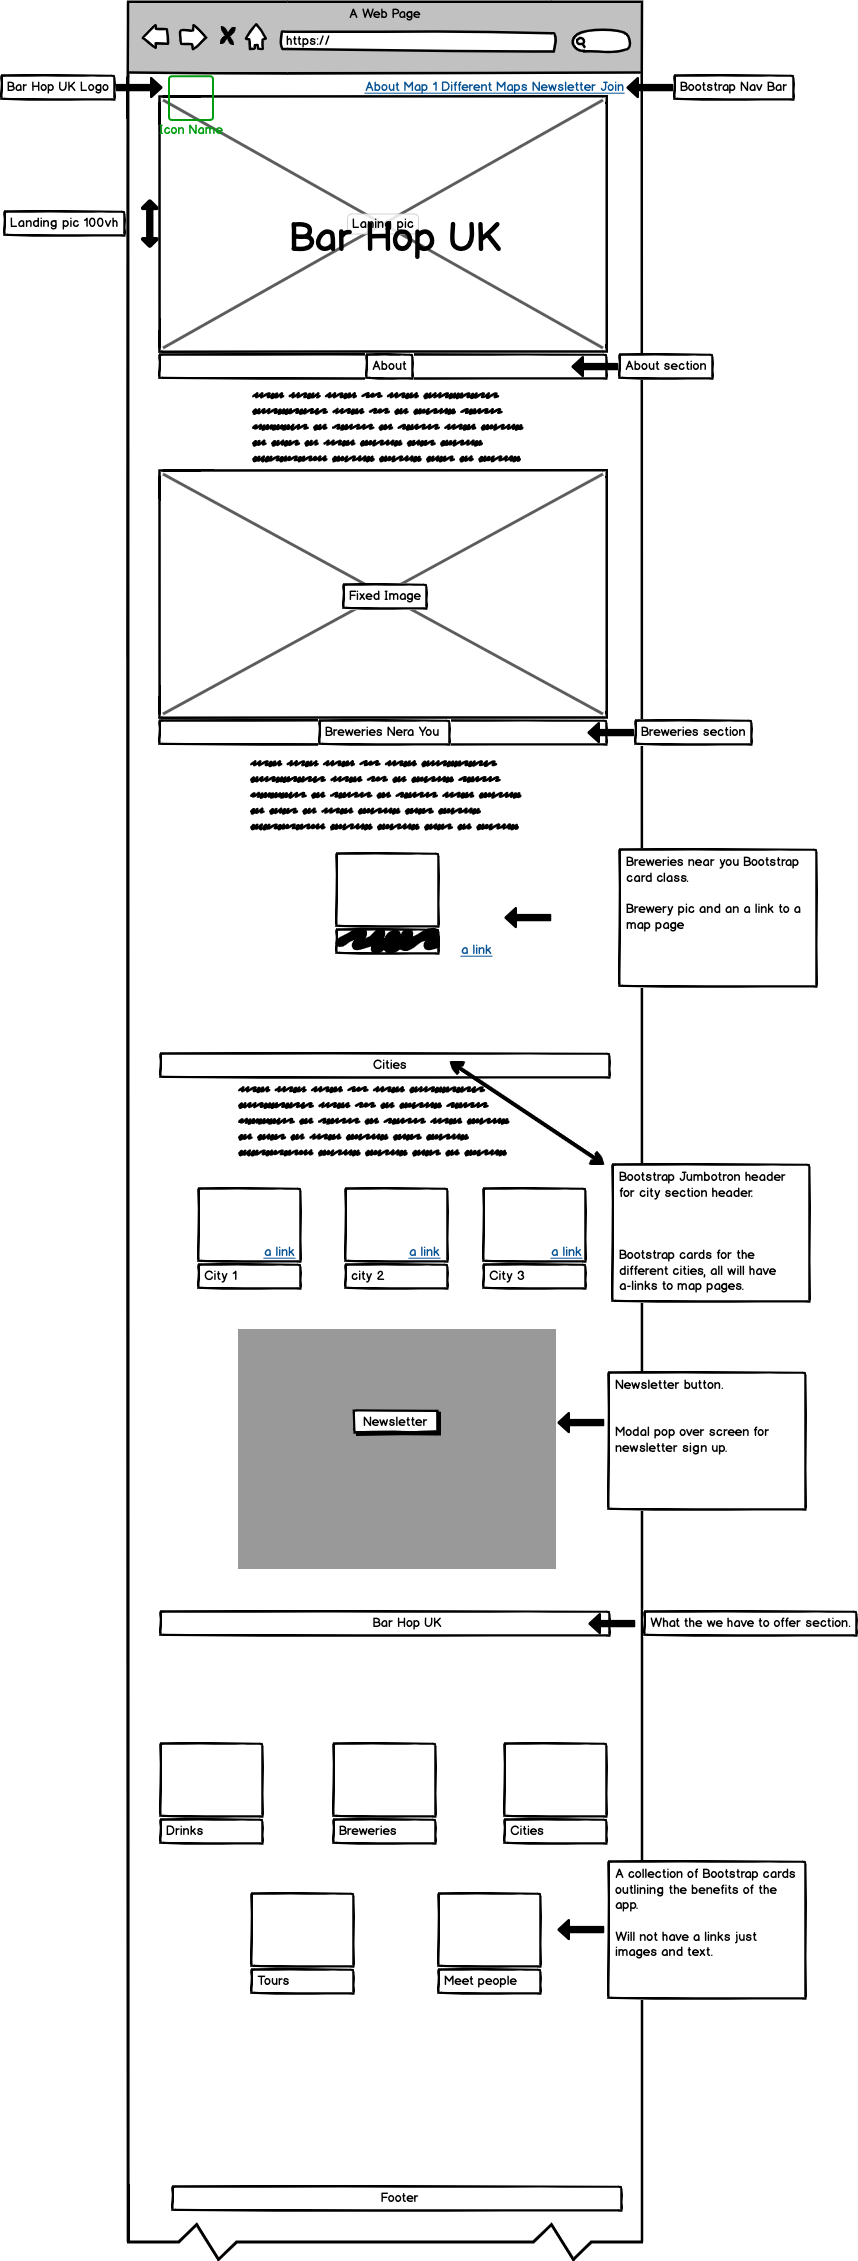 A Web Page
https://
Bar Hop UK Logo
About Map 1 Different Maps Newsletter Join
Bootstrap Nav Bar
Icon Name
Landing pic 100vh
Laning pic
Bar Hop UK
About
About section
Fixed Image
Breweries Nera You
Breweries section
Breweries near you Bootstrap
card class.
Brewery pic and an a link to a
map page
a link
Cities
Bootstrap Jumbotron header
for city section header.
Bootstrap cards for the
different cities, all will have
a-links to map pages.
a link
a link
a link
City 1
city 2
City 3
Newsletter
Newsletter button.
Modal pop over screen for
newsletter sign up.
Bar Hop UK
What the we have to offer section.
Drinks
Breweries
Cities
A collection of Bootstrap cards
outlining the benefits of the
app.
Will not have a links just
images and text.
Tours
Meet people
Footer